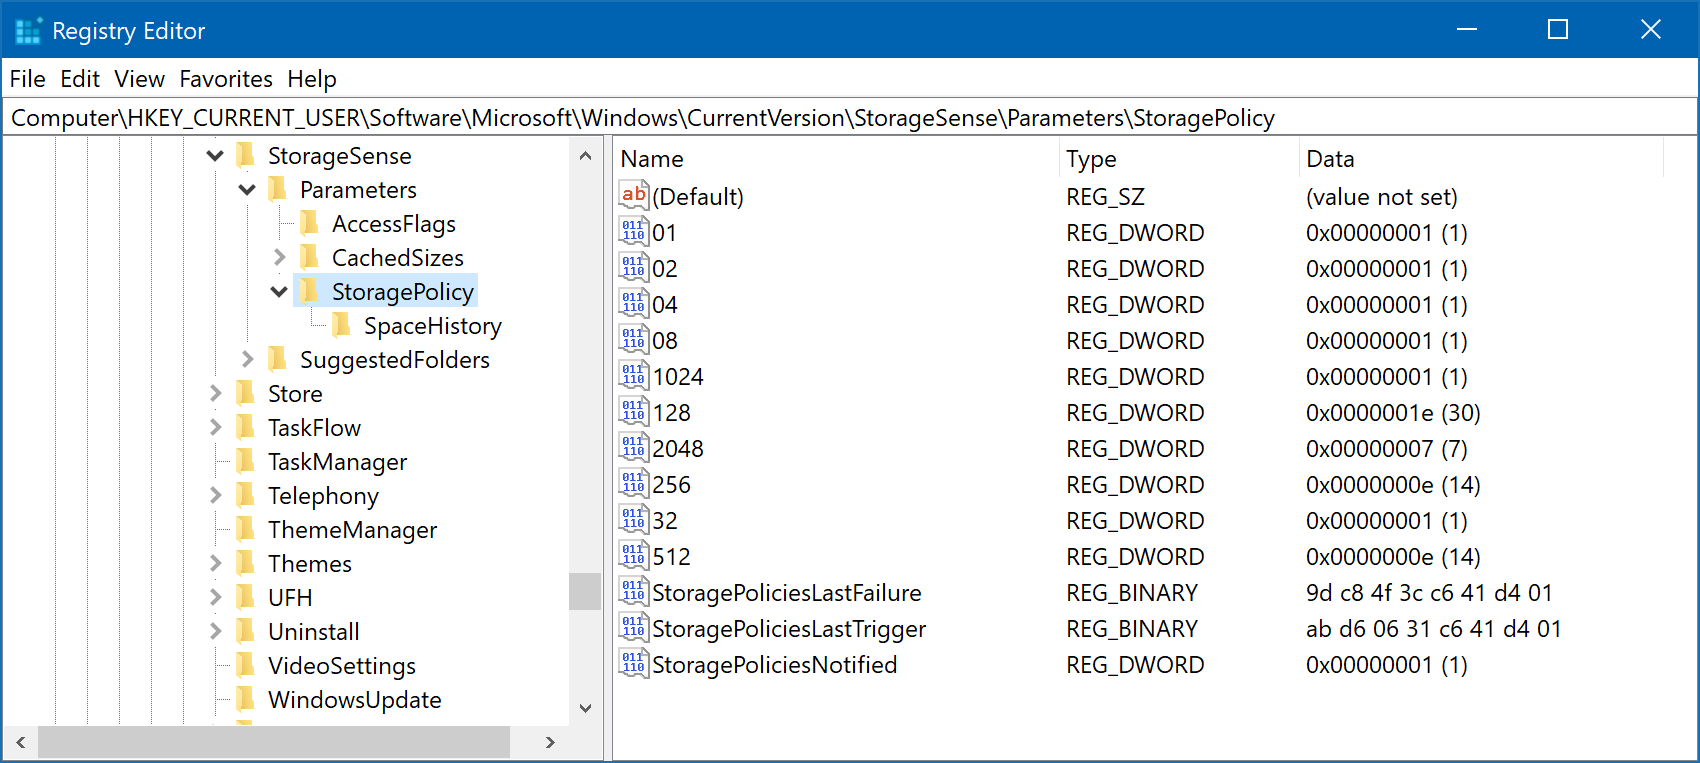 Registry Editor
File Edit View Favorites Help
Computer\HKEY_CURRENT_USER\Software\Microsoft\Windows\CurrentVersion\StorageSense\Parameters\StoragePolicy
StorageSense
Parameters
AccessFlags
CachedSizes
StoragePolicy
SpaceHistory
SuggestedFolders
Store
TaskFlow
TaskManager
Telephony
ThemeManager
Themes
UFH
Uninstall
VideoSettings
WindowsUpdate
Name Type Data
(Default) REG_SZ (value not set)
01 REG_DWORD 0x00000001 (1)
02 REG_DWORD 0x00000001 (1)
04 REG_DWORD 0x00000001 (1)
08 REG_DWORD 0x00000001 (1)
1024 REG_DWORD 0x00000001 (1)
128 REG_DWORD 0x0000001e (30)
2048 REG_DWORD 0x00000007 (7)
256 REG_DWORD 0x0000000e (14)
32 REG_DWORD 0x00000001 (1)
512 REG_DWORD 0x0000000e (14)
StoragePoliciesLastFailure REG_BINARY 9d c8 4f 3c c6 41 d4 01
StoragePoliciesLastTrigger REG_BINARY ab d6 06 31 c6 41 d4 01
StoragePoliciesNotified REG_DWORD 0x00000001 (1)